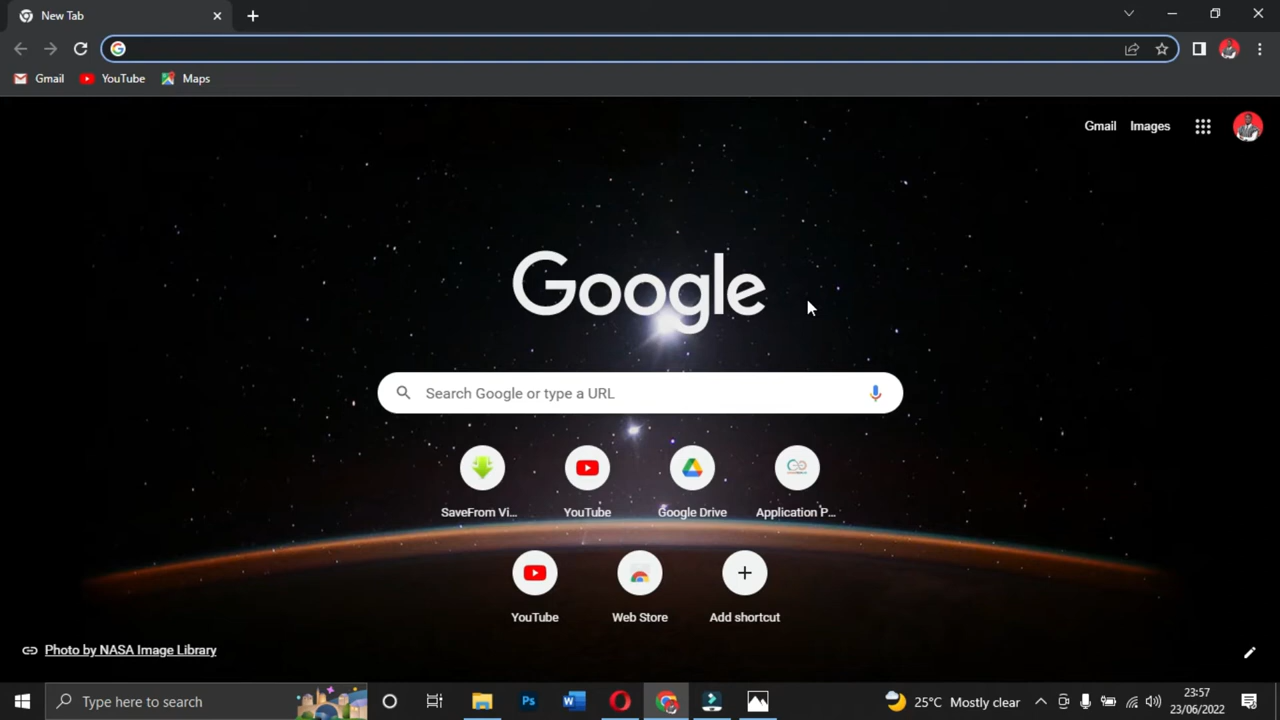 New Tab
Gmail YouTube Maps
Gmail Images
Google
Search Google or type a URL
SaveFrom Vi... YouTube Google Drive Application P...
YouTube Web Store Add shortcut
Photo by NASA Image Library
Type here to search Ps W 25°C Mostly clear 23:57
23/06/2022